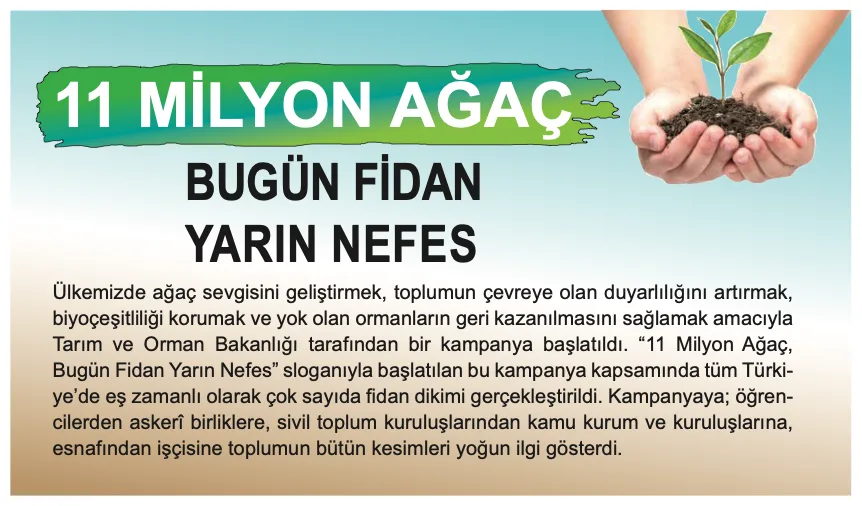 11 MİLYON AĞAÇ
BUGÜN FİDAN
YARIN NEFES
Ülkemizde ağaç sevgisini geliştirmek, toplumun çevreye olan duyarlılığını artırmak,
biyoçeşitliliği korumak ve yok olan ormanların geri kazanılmasını sağlamak amacıyla
Tarım ve Orman Bakanlığı tarafından bir kampanya başlatıldı. “11 Milyon Ağaç,
Bugün Fidan Yarın Nefes” sloganıyla başlatılan bu kampanya kapsamında tüm Türki-
ye’de eş zamanlı olarak çok sayıda fidan dikimi gerçekleştirildi. Kampanyaya; öğren-
cilerden askerî birliklere, sivil toplum kuruluşlarından kamu kurum ve kuruluşlarına,
esnafından işçisine toplumun bütün kesimleri yoğun ilgi gösterdi.